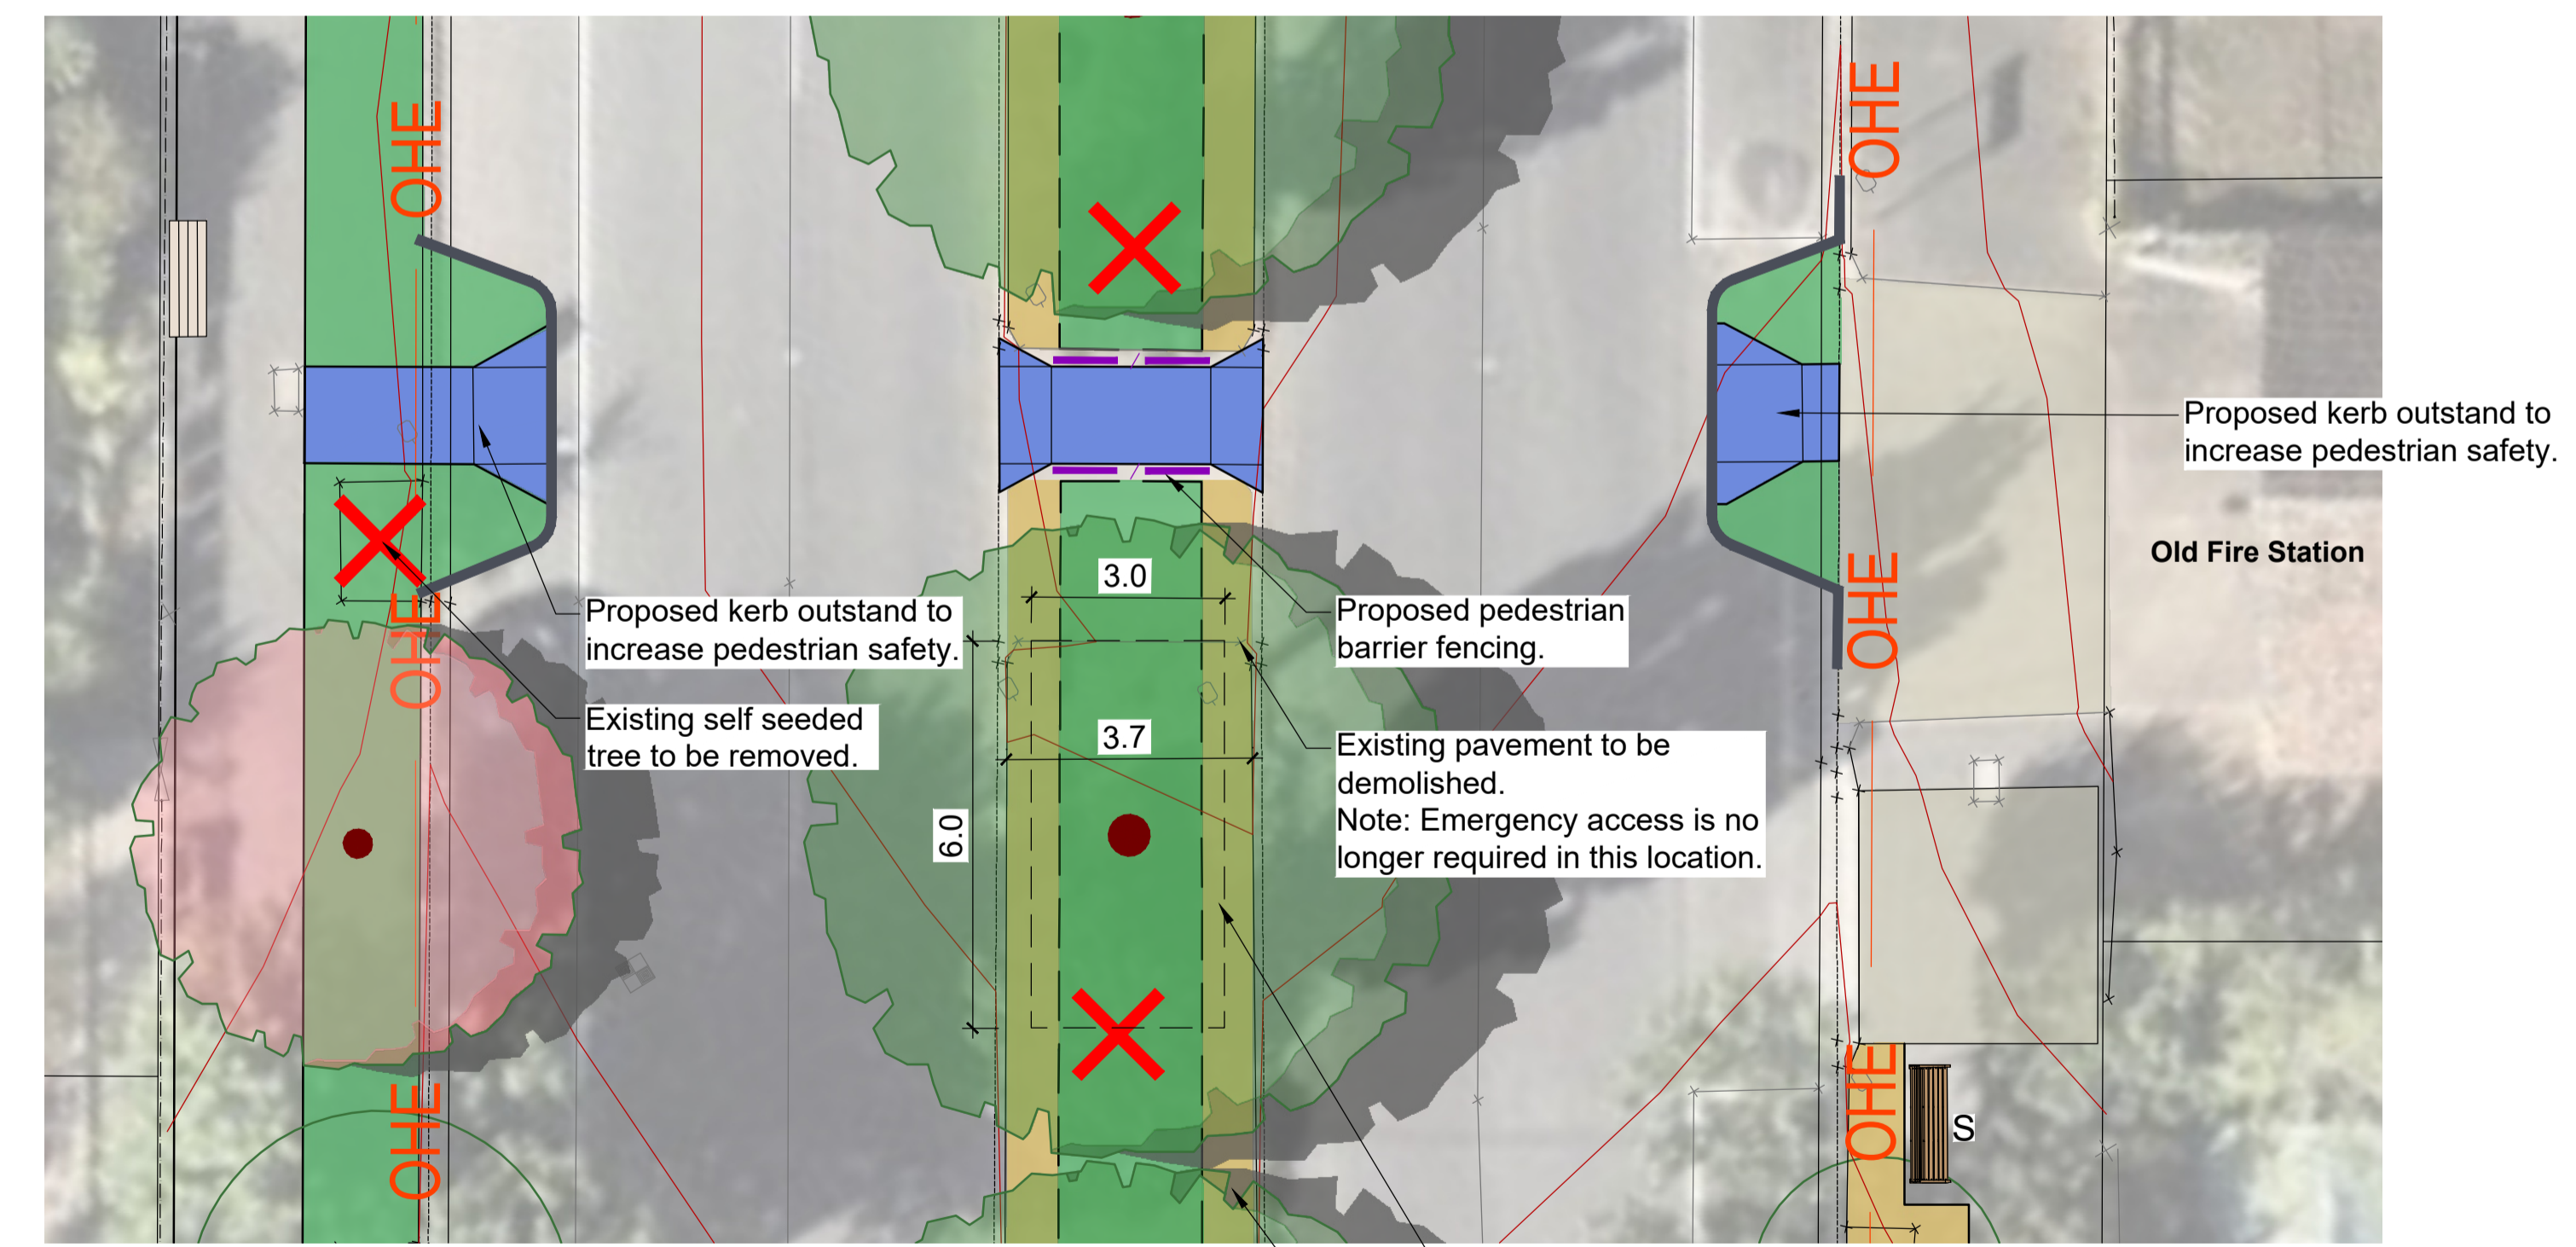 OHE
OHE
Proposed kerb outstand to
increase pedestrian safety.
Old Fire Station
3.0
Proposed kerb outstand to
increase pedestrian safety.
Proposed pedestrian
barrier fencing.
OHE
OHE
Existing self seeded
tree to be removed.
3.7
Existing pavement to be
demolished.
Note: Emergency access is no
longer required in this location.
6.0
OHE
OHE
S